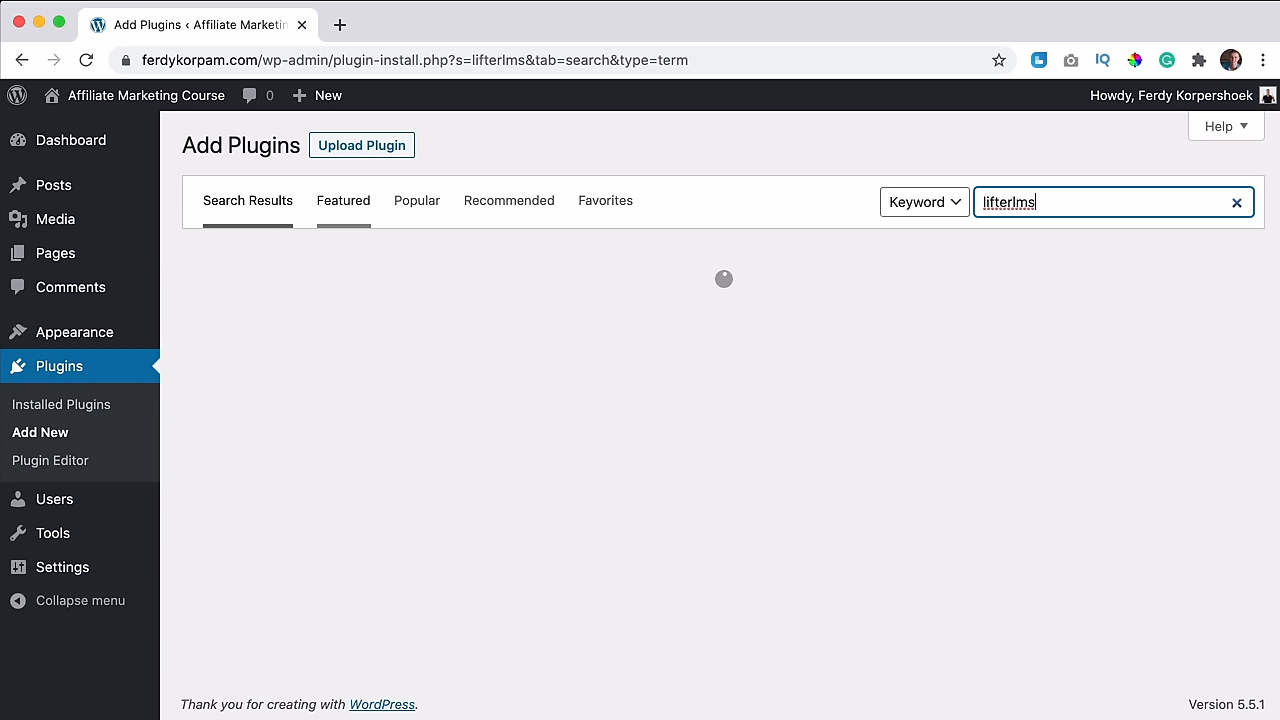 Add Plugins ‹ Affiliate Marketin
ferdykorpam.com/wp-admin/plugin-install.php?s=lifterlms&tab=search&type=term
IQ
Affiliate Marketing Course 0 New Howdy, Ferdy Korpershoek
Help
Dashboard
Posts
Media
Pages
Comments
Appearance
Plugins
Installed Plugins
Add New
Plugin Editor
Users
Tools
Settings
Collapse menu
Add Plugins Upload Plugin
Search Results Featured Popular Recommended Favorites Keyword lifterlms
Thank you for creating with WordPress. Version 5.5.1